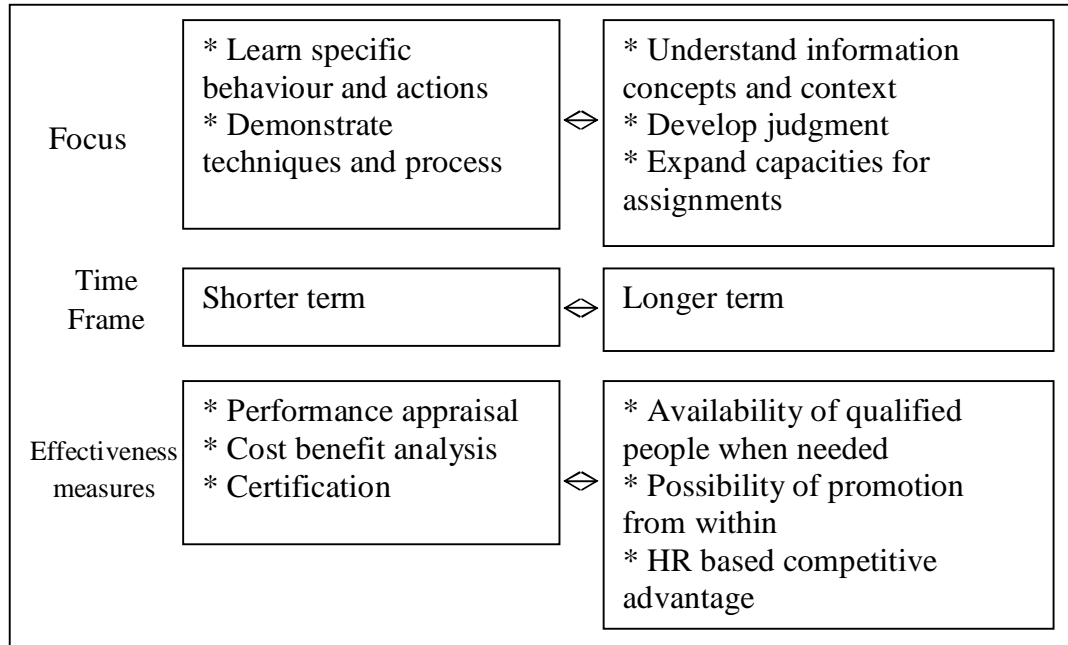 Focus
* Learn specific
behaviour and actions
* Demonstrate
techniques and process
* Understand information
concepts and context
* Develop judgment
* Expand capacities for
assignments
Time
Frame
Shorter term
Longer term
Effectiveness
measures
* Performance appraisal
* Cost benefit analysis
* Certification
* Availability of qualified
people when needed
* Possibility of promotion
from within
* HR based competitive
advantage